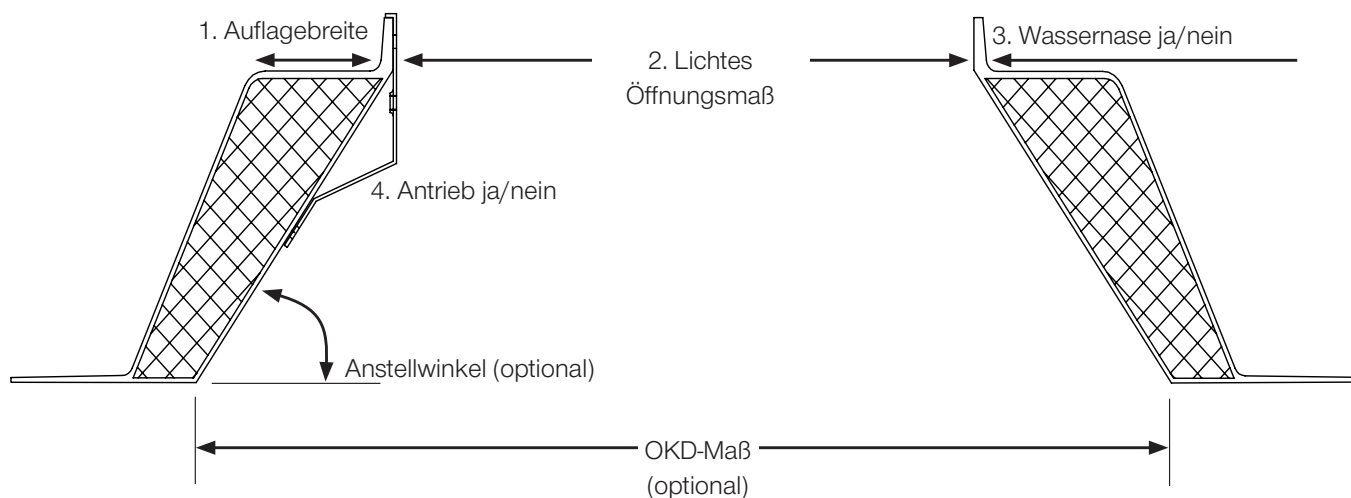 1. Auflagebreite
2. Lichtes
Öffnungsmaß
3. Wassernase ja/nein
4. Antrieb ja/nein
Anstellwinkel (optional)
OKD-Maß
(optional)